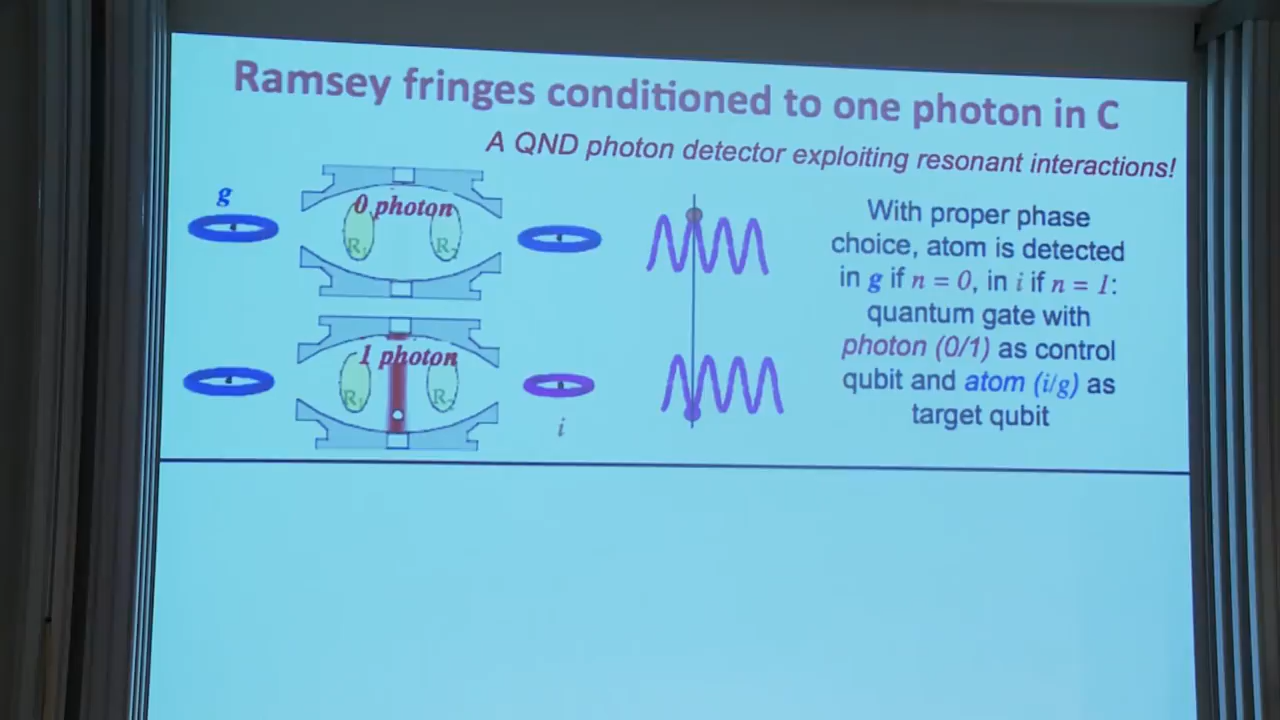 Ramsey fringes conditioned to one photon in C
A QND photon detector exploiting resonant interactions!
g
0 photon
R₁
R₂
With proper phase
choice, atom is detected
in g if n = 0, in i if n = 1:
quantum gate with
photon (0/1) as control
qubit and atom (i/g) as
target qubit
1 photon
R₁
R₂
i